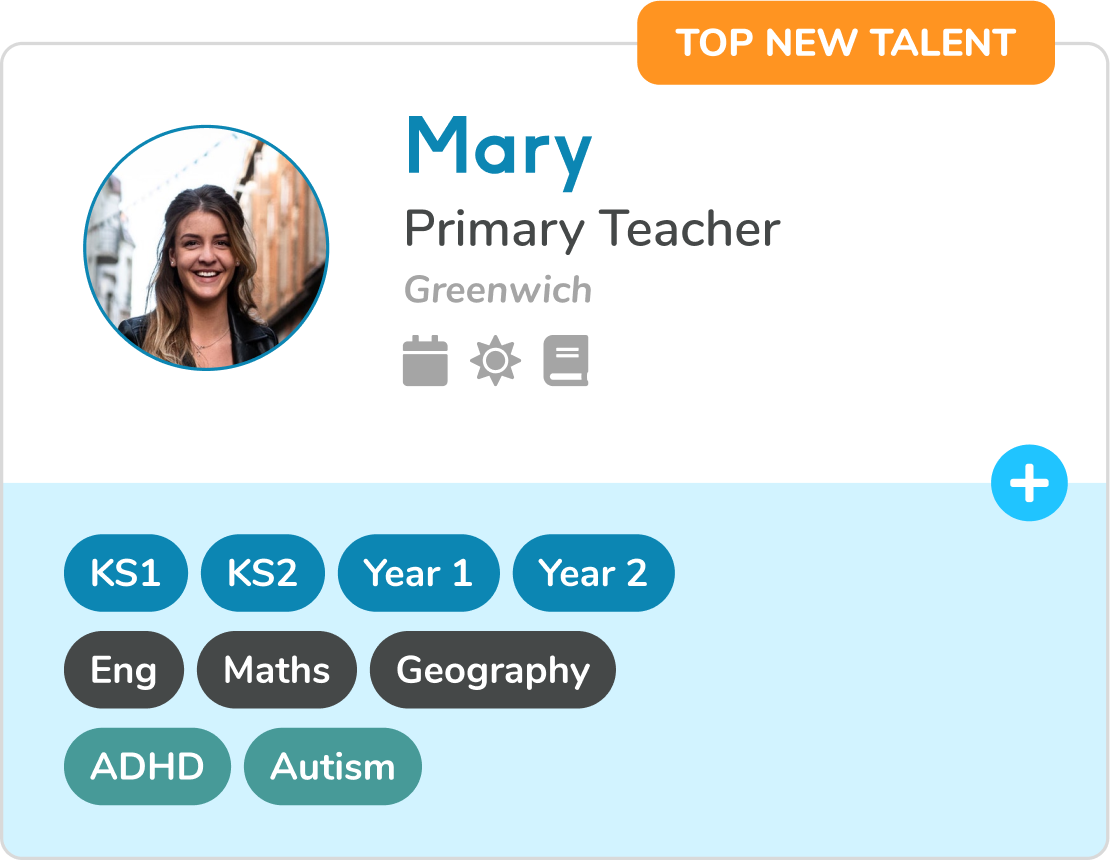 TOP NEW TALENT
Mary
Primary Teacher
Greenwich
KS1 KS2 Year 1 Year 2
Eng Maths Geography
ADHD Autism